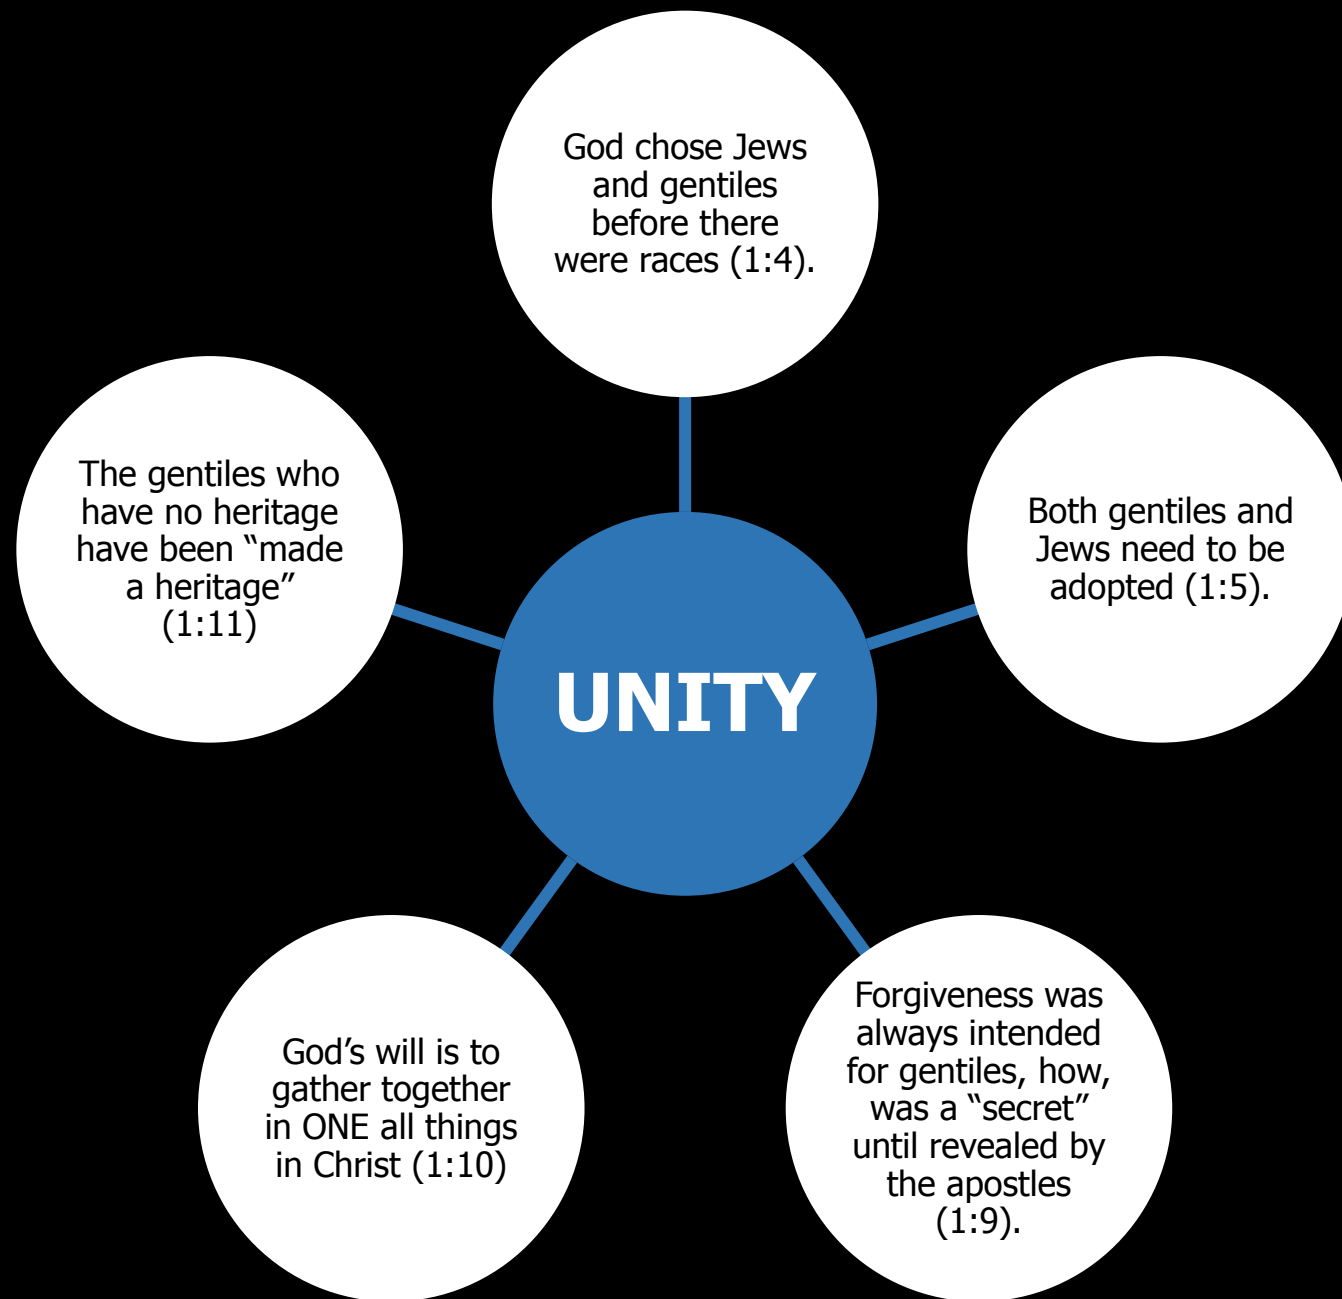 God chose Jews
and gentiles
before there
were races (1:4).
The gentiles who
have no heritage
have been “made
a heritage”
(1:11)
Both gentiles and
Jews need to be
adopted (1:5).
UNITY
God’s will is to
gather together
in ONE all things
in Christ (1:10)
Forgiveness was
always intended
for gentiles, how,
was a “secret”
until revealed by
the apostles
(1:9).